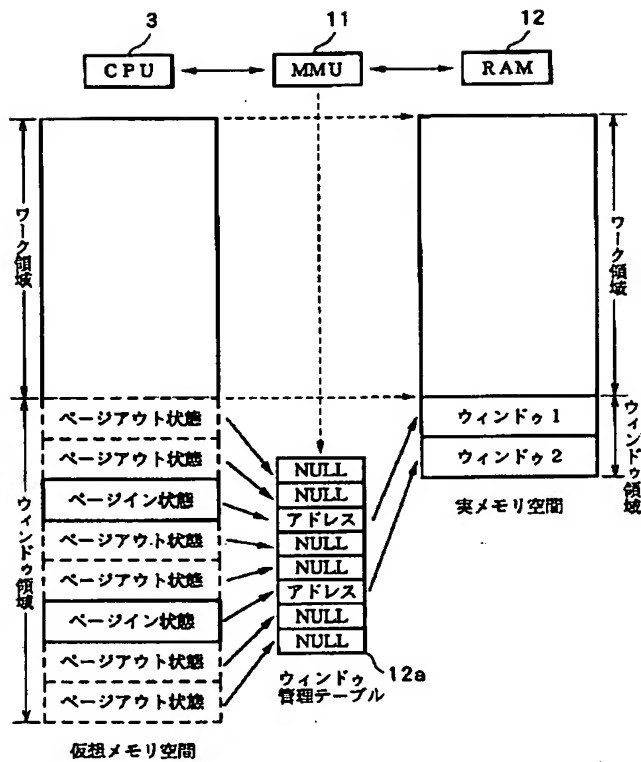 3
11
12
CPU
MMU
RAM
ワーク領域
ワーク領域
ページアウト状態
ページアウト状態
ページイン状態
ページアウト状態
ページアウト状態
ページイン状態
ページアウト状態
ページアウト状態
ウィンドゥ領域
仮想メモリ空間
NULL
NULL
アドレス
NULL
NULL
アドレス
NULL
NULL
12a
ウィンドゥ
管理テーブル
ウィンドゥ1
ウィンドゥ2
ウィンドゥ領域
実メモリ空間